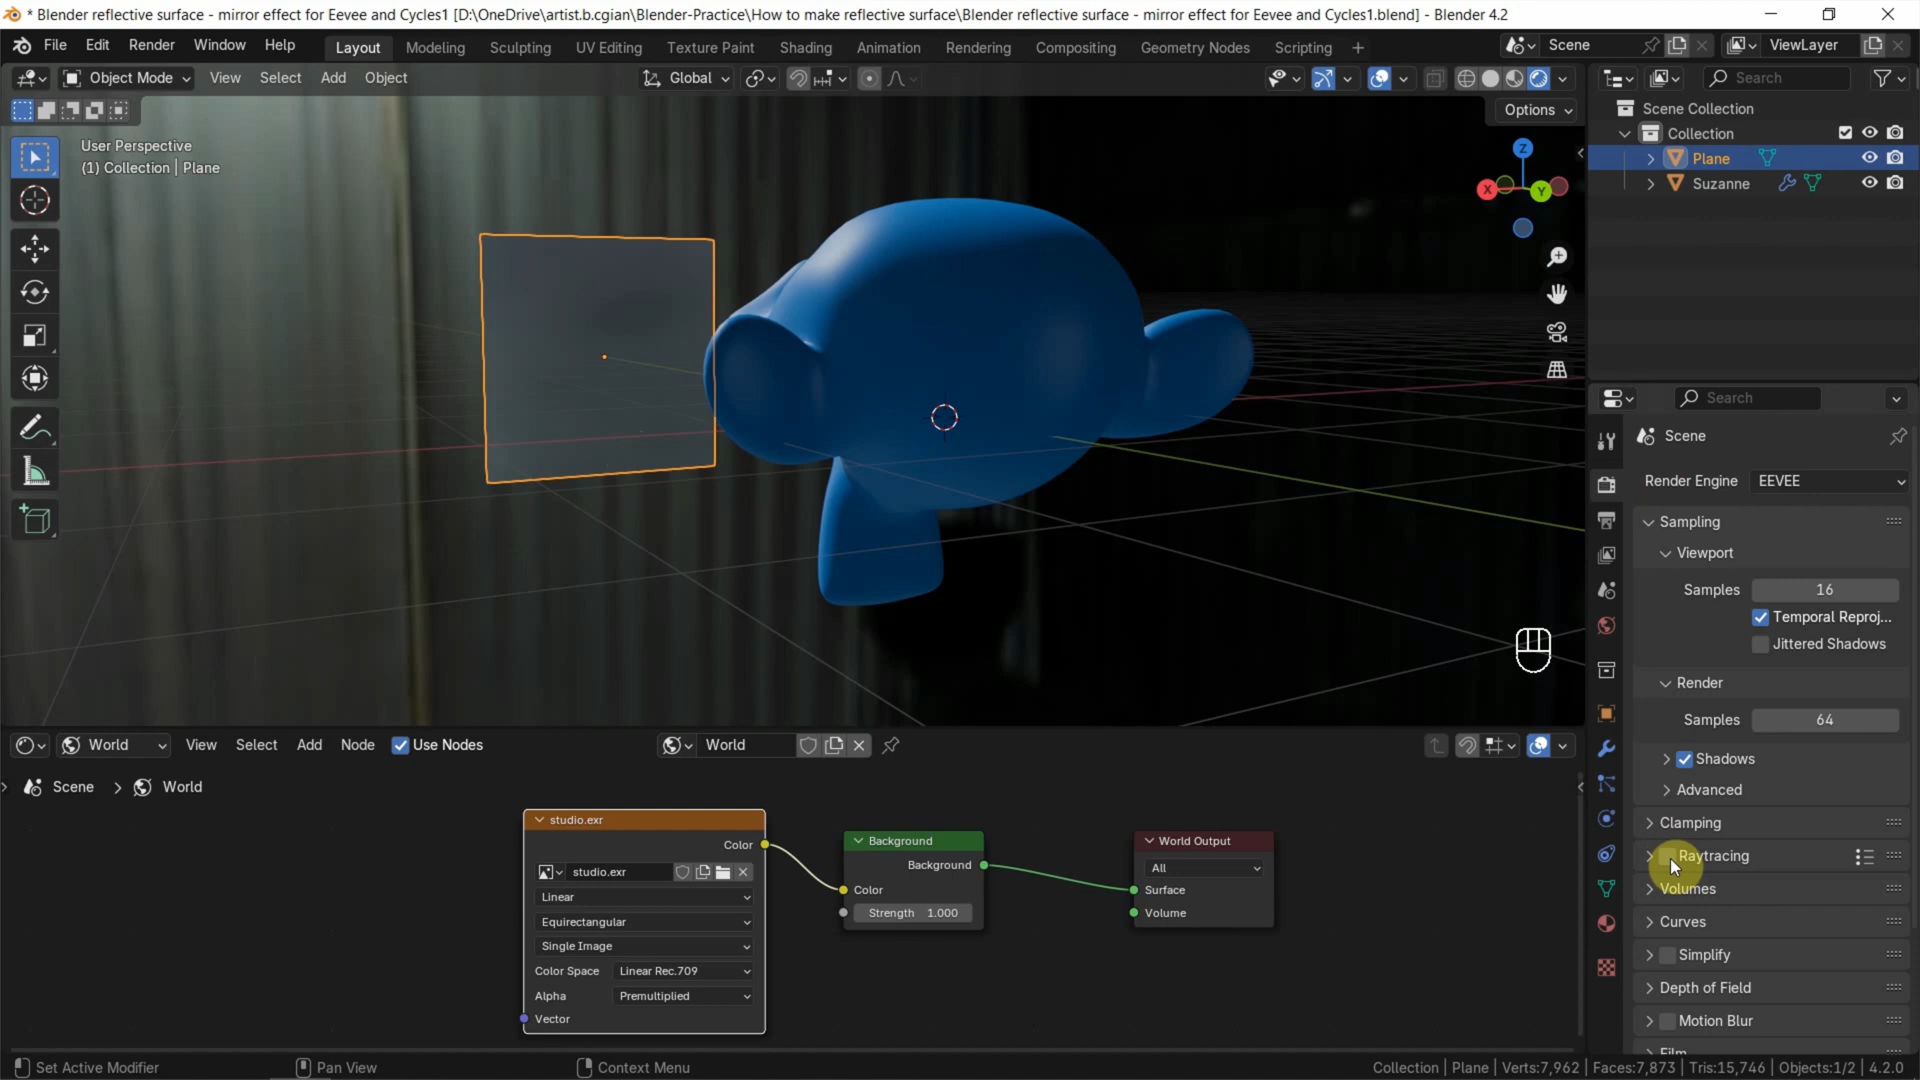 * Blender reflective surface - mirror effect for Eevee and Cycles1 [D:\OneDrive\artist.b.cgian\Blender-Practice\How to make reflective surface\Blender reflective surface - mirror effect for Eevee and Cycles1.blend] - Blender 4.2
File Edit Render Window Help Layout Modeling Sculpting UV Editing Texture Paint Shading Animation Rendering Compositing Geometry Nodes Scripting Scene ViewLayer
Object Mode View Select Add Object Global Search
Options
Scene Collection
User Perspective
(1) Collection | Plane
Collection
Plane
Suzanne
Z
X
Y
Search
Scene
Render Engine EEVEE
Sampling
Viewport
Samples 16
Temporal Reproj...
Jittered Shadows
Render
Samples 64
Shadows
Advanced
Clamping
Raytracing
Volumes
Curves
Simplify
Depth of Field
Motion Blur
Film
World View Select Add Node Use Nodes World
Scene > World
studio.exr
Color
studio.exr
Linear
Equirectangular
Single Image
Color Space Linear Rec.709
Alpha Premultiplied
Vector
Background
Background
Color
Strength 1.000
World Output
All
Surface
Volume
Set Active Modifier Pan View Context Menu Collection | Plane | Verts:7,962 | Faces:7,873 | Tris:15,746 | Objects:1/2 | 4.2.0